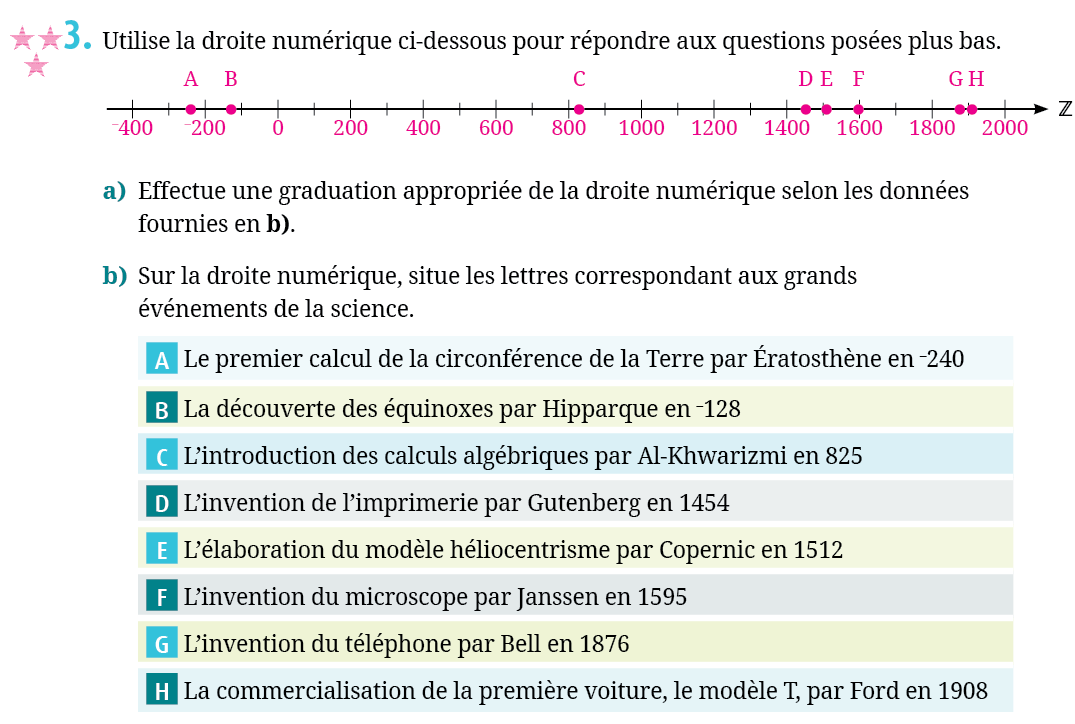 3. Utilise la droite numérique ci-dessous pour répondre aux questions posées plus bas.
A B C D E F G H
⁻400 ⁻200 0 200 400 600 800 1000 1200 1400 1600 1800 2000 ℤ
a) Effectue une graduation appropriée de la droite numérique selon les données
fournies en b).
b) Sur la droite numérique, situe les lettres correspondant aux grands
événements de la science.
A Le premier calcul de la circonférence de la Terre par Ératosthène en ⁻240
B La découverte des équinoxes par Hipparque en ⁻128
C L’introduction des calculs algébriques par Al-Khwarizmi en 825
D L’invention de l’imprimerie par Gutenberg en 1454
E L’élaboration du modèle héliocentrisme par Copernic en 1512
F L’invention du microscope par Janssen en 1595
G L’invention du téléphone par Bell en 1876
H La commercialisation de la première voiture, le modèle T, par Ford en 1908